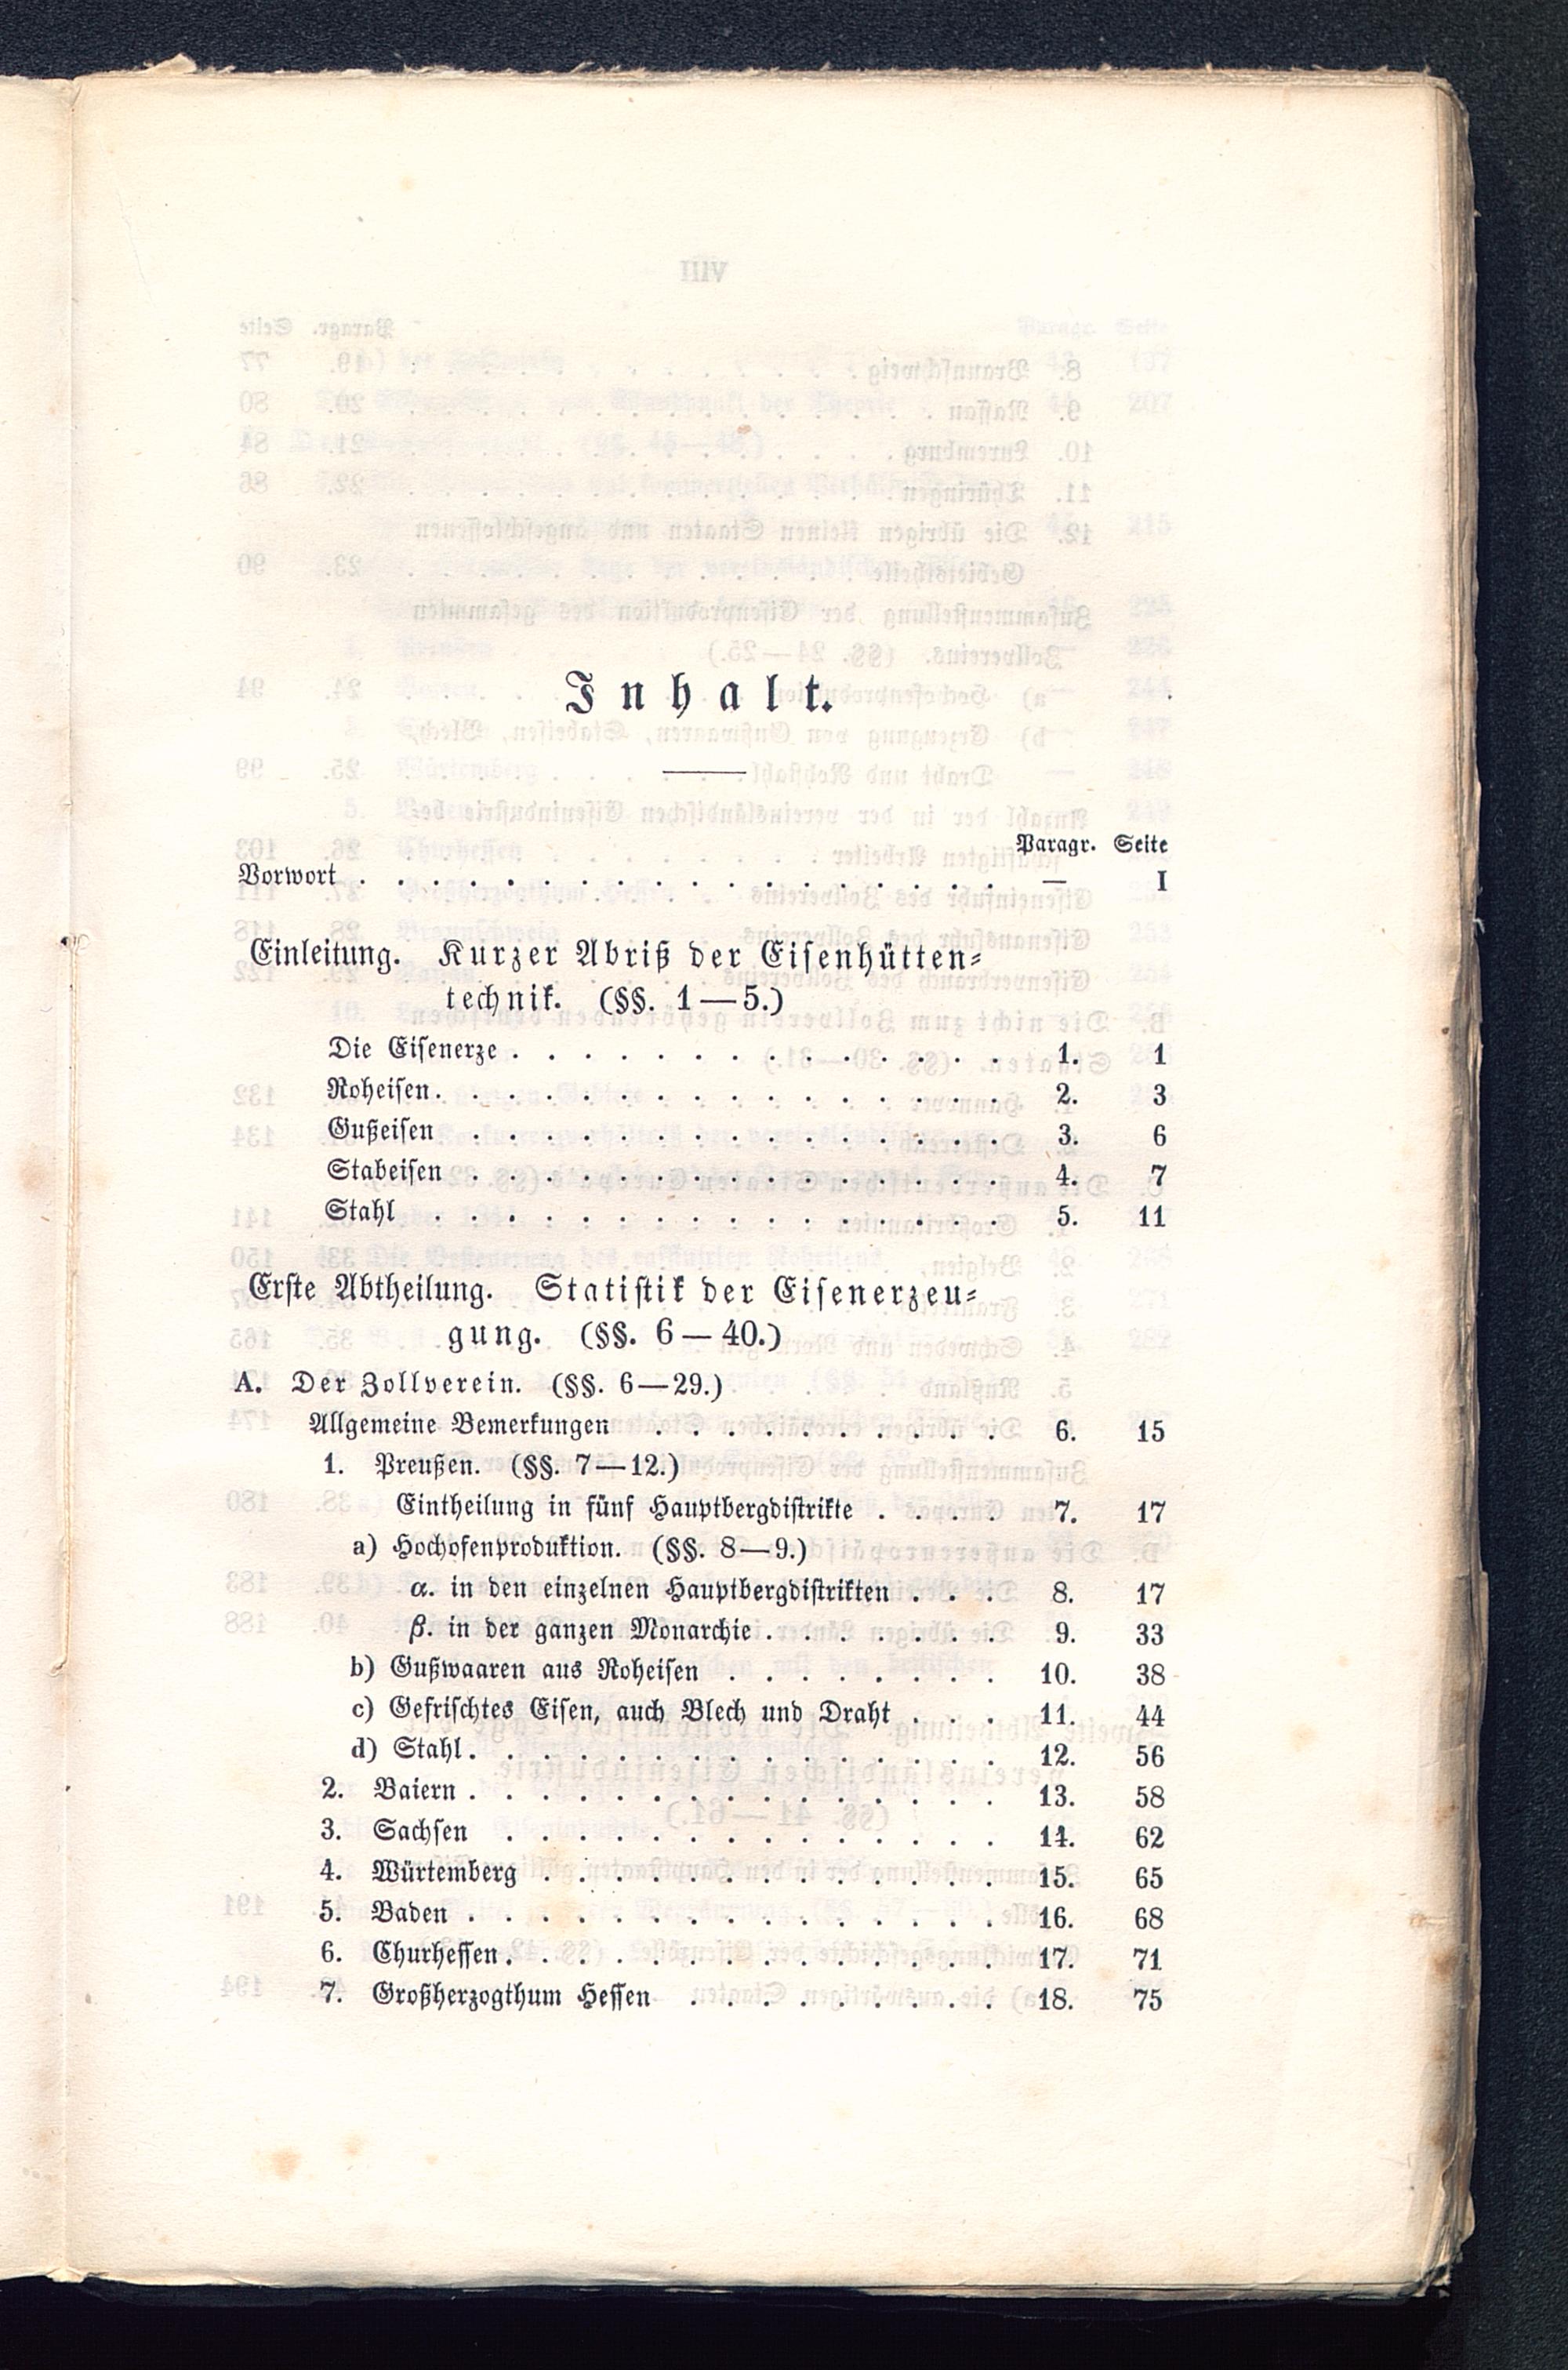 Inhalt.
Paragr. Seite
Vorwort . . . . . . . . . . . . . . . . . . — I
Einleitung. Kurzer Abriß der Eisenhütten-
technik. (§§. 1—5.)
Die Eisenerze . . . . . . . . . . . . . . 1. 1
Roheisen. . . . . . . . . . . . . . . . 2. 3
Gußeisen . . . . . . . . . . . . . . . 3. 6
Stabeisen . . . . . . . . . . . . . . . 4. 7
Stahl . . . . . . . . . . . . . . . . 5. 11
Erste Abtheilung. Statistik der Eisenerzeu-
gung. (§§. 6—40.)
A. Der Zollverein. (§§. 6—29.)
Allgemeine Bemerkungen . . . . . . . . . . 6. 15
1. Preußen. (§§. 7—12.)
Eintheilung in fünf Hauptbergdistrikte . . . . 7. 17
a) Hochofenproduktion. (§§. 8—9.)
α. in den einzelnen Hauptbergdistrikten . . . 8. 17
β. in der ganzen Monarchie . . . . . . . 9. 33
b) Gußwaaren aus Roheisen . . . . . . . . 10. 38
c) Gefrischtes Eisen, auch Blech und Draht . . . 11. 44
d) Stahl. . . . . . . . . . . . . . . . 12. 56
2. Baiern . . . . . . . . . . . . . . . 13. 58
3. Sachsen . . . . . . . . . . . . . . 14. 62
4. Würtemberg . . . . . . . . . . . . . 15. 65
5. Baden . . . . . . . . . . . . . . . 16. 68
6. Churhessen . . . . . . . . . . . . . . 17. 71
7. Großherzogthum Hessen . . . . . . . . . 18. 75